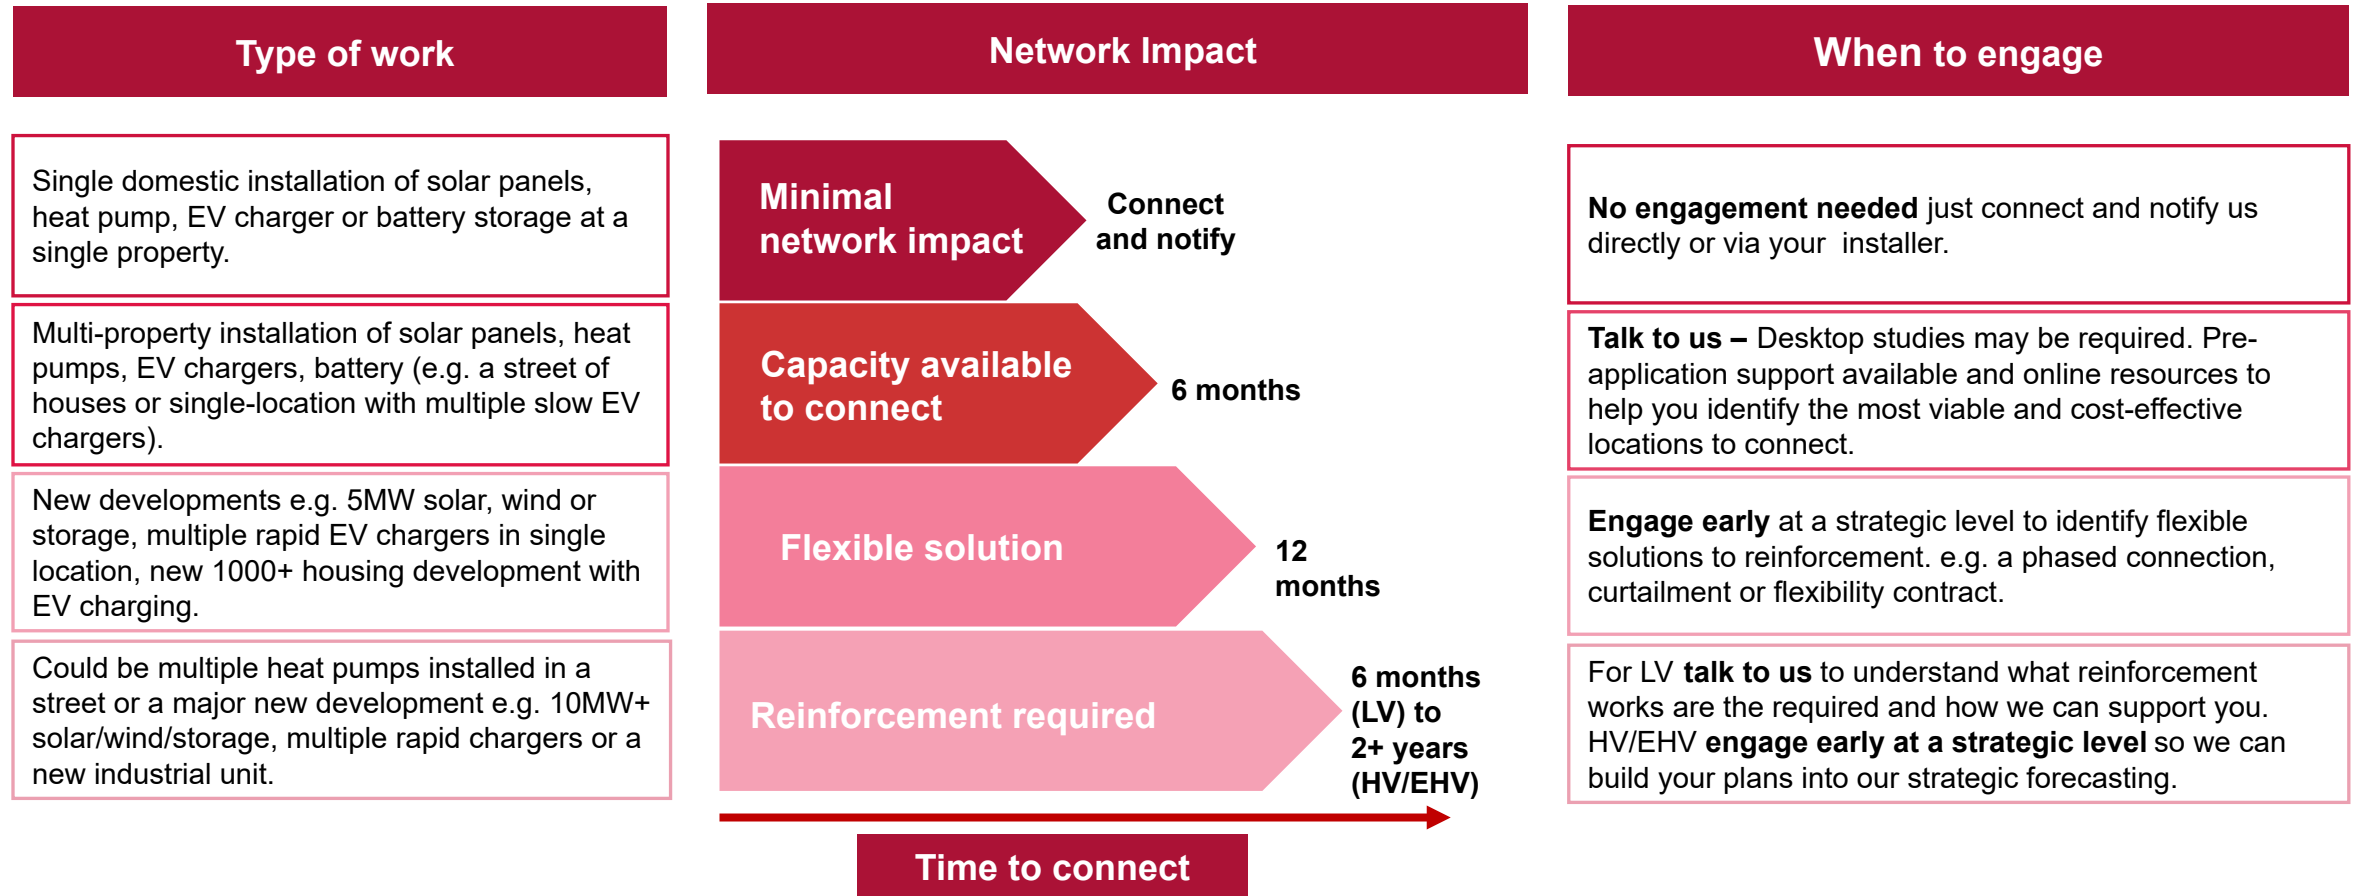 Type of work
Network Impact
When to engage
Single domestic installation of solar panels,
heat pump, EV charger or battery storage at a
single property.
Minimal
network impact
Connect
and notify
No engagement needed just connect and notify us
directly or via your installer.
Multi-property installation of solar panels, heat
pumps, EV chargers, battery (e.g. a street of
houses or single-location with multiple slow EV
chargers).
Capacity available
to connect
6 months
Talk to us – Desktop studies may be required. Pre-
application support available and online resources to
help you identify the most viable and cost-effective
locations to connect.
New developments e.g. 5MW solar, wind or
storage, multiple rapid EV chargers in single
location, new 1000+ housing development with
EV charging.
Flexible solution
12
months
Engage early at a strategic level to identify flexible
solutions to reinforcement. e.g. a phased connection,
curtailment or flexibility contract.
Could be multiple heat pumps installed in a
street or a major new development e.g. 10MW+
solar/wind/storage, multiple rapid chargers or a
new industrial unit.
Reinforcement required
6 months
(LV) to
2+ years
(HV/EHV)
For LV talk to us to understand what reinforcement
works are the required and how we can support you.
HV/EHV engage early at a strategic level so we can
build your plans into our strategic forecasting.
Time to connect